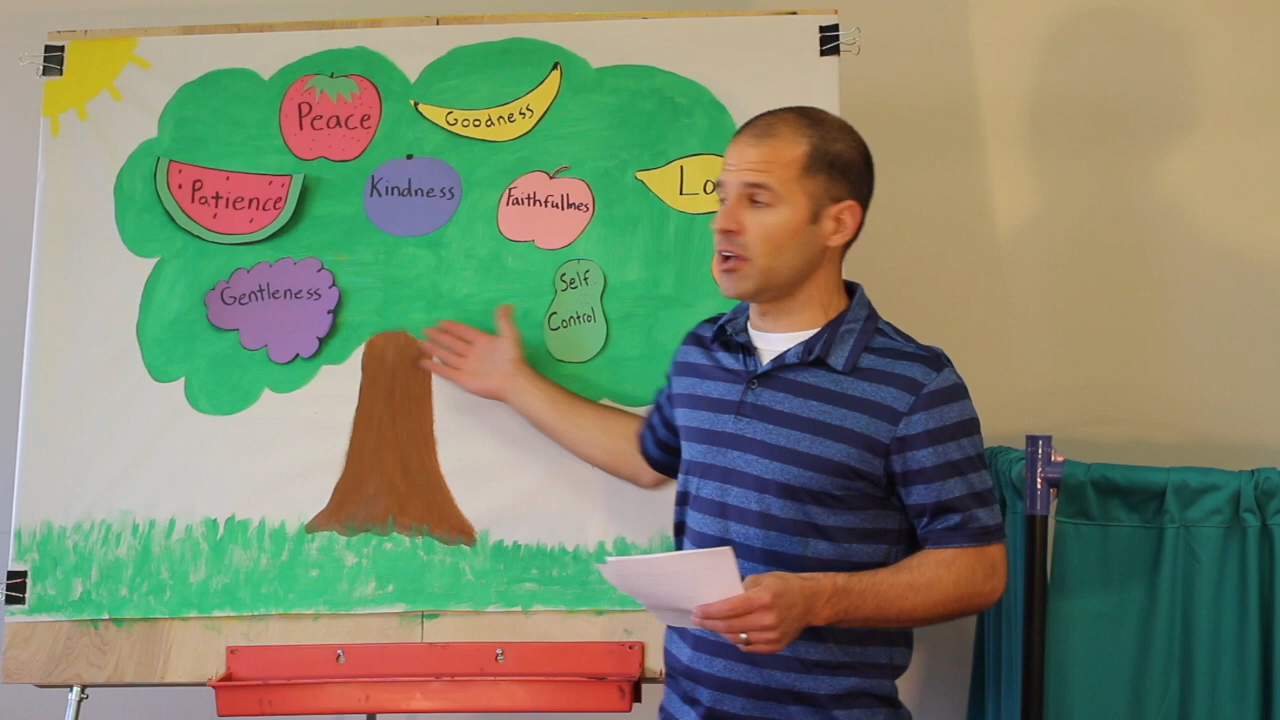 Peace
Goodness
Patience
Kindness
Faithfullnes
Lo
Gentleness
Self
Control